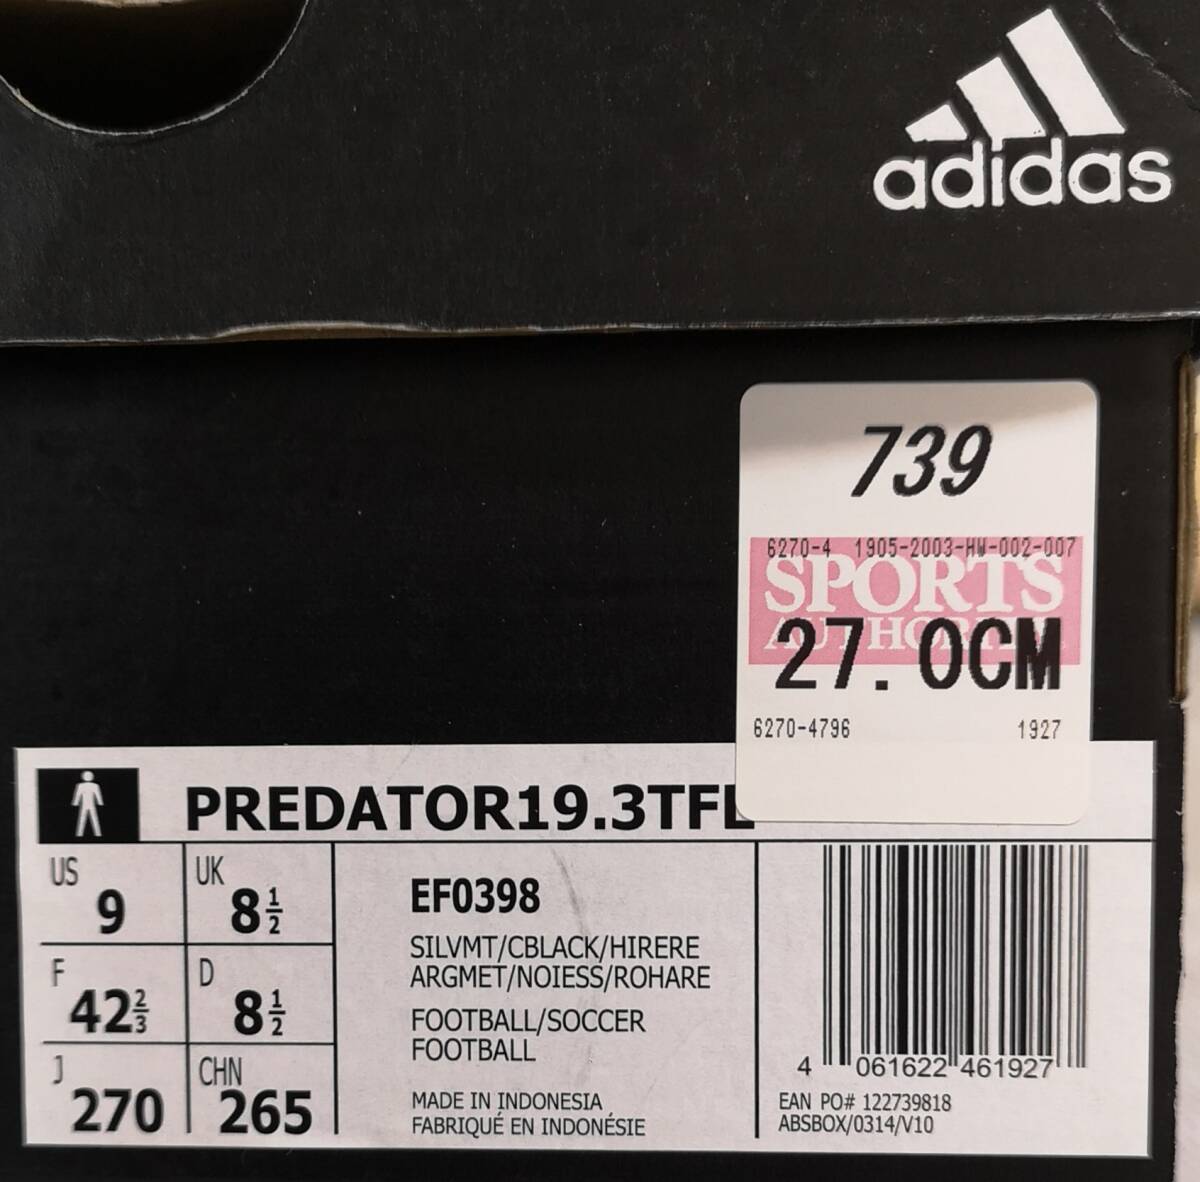 adidas
739
6270-4 1905-2003-HW-002-007
SPORTS
27.0CM
6270-4796 1927
PREDATOR19.3TFL
US 9
UK 8 1/2
F 42 2/3
D 8 1/2
J 270
CHN 265
EF0398
SILVMT/CBLACK/HIRERE
ARGMET/NOIESS/ROHARE
FOOTBALL/SOCCER
FOOTBALL
MADE IN INDONESIA
FABRIQUÉ EN INDONÉSIE
4 061622 461927
EAN PO# 122739818
ABSBOX/0314/V10